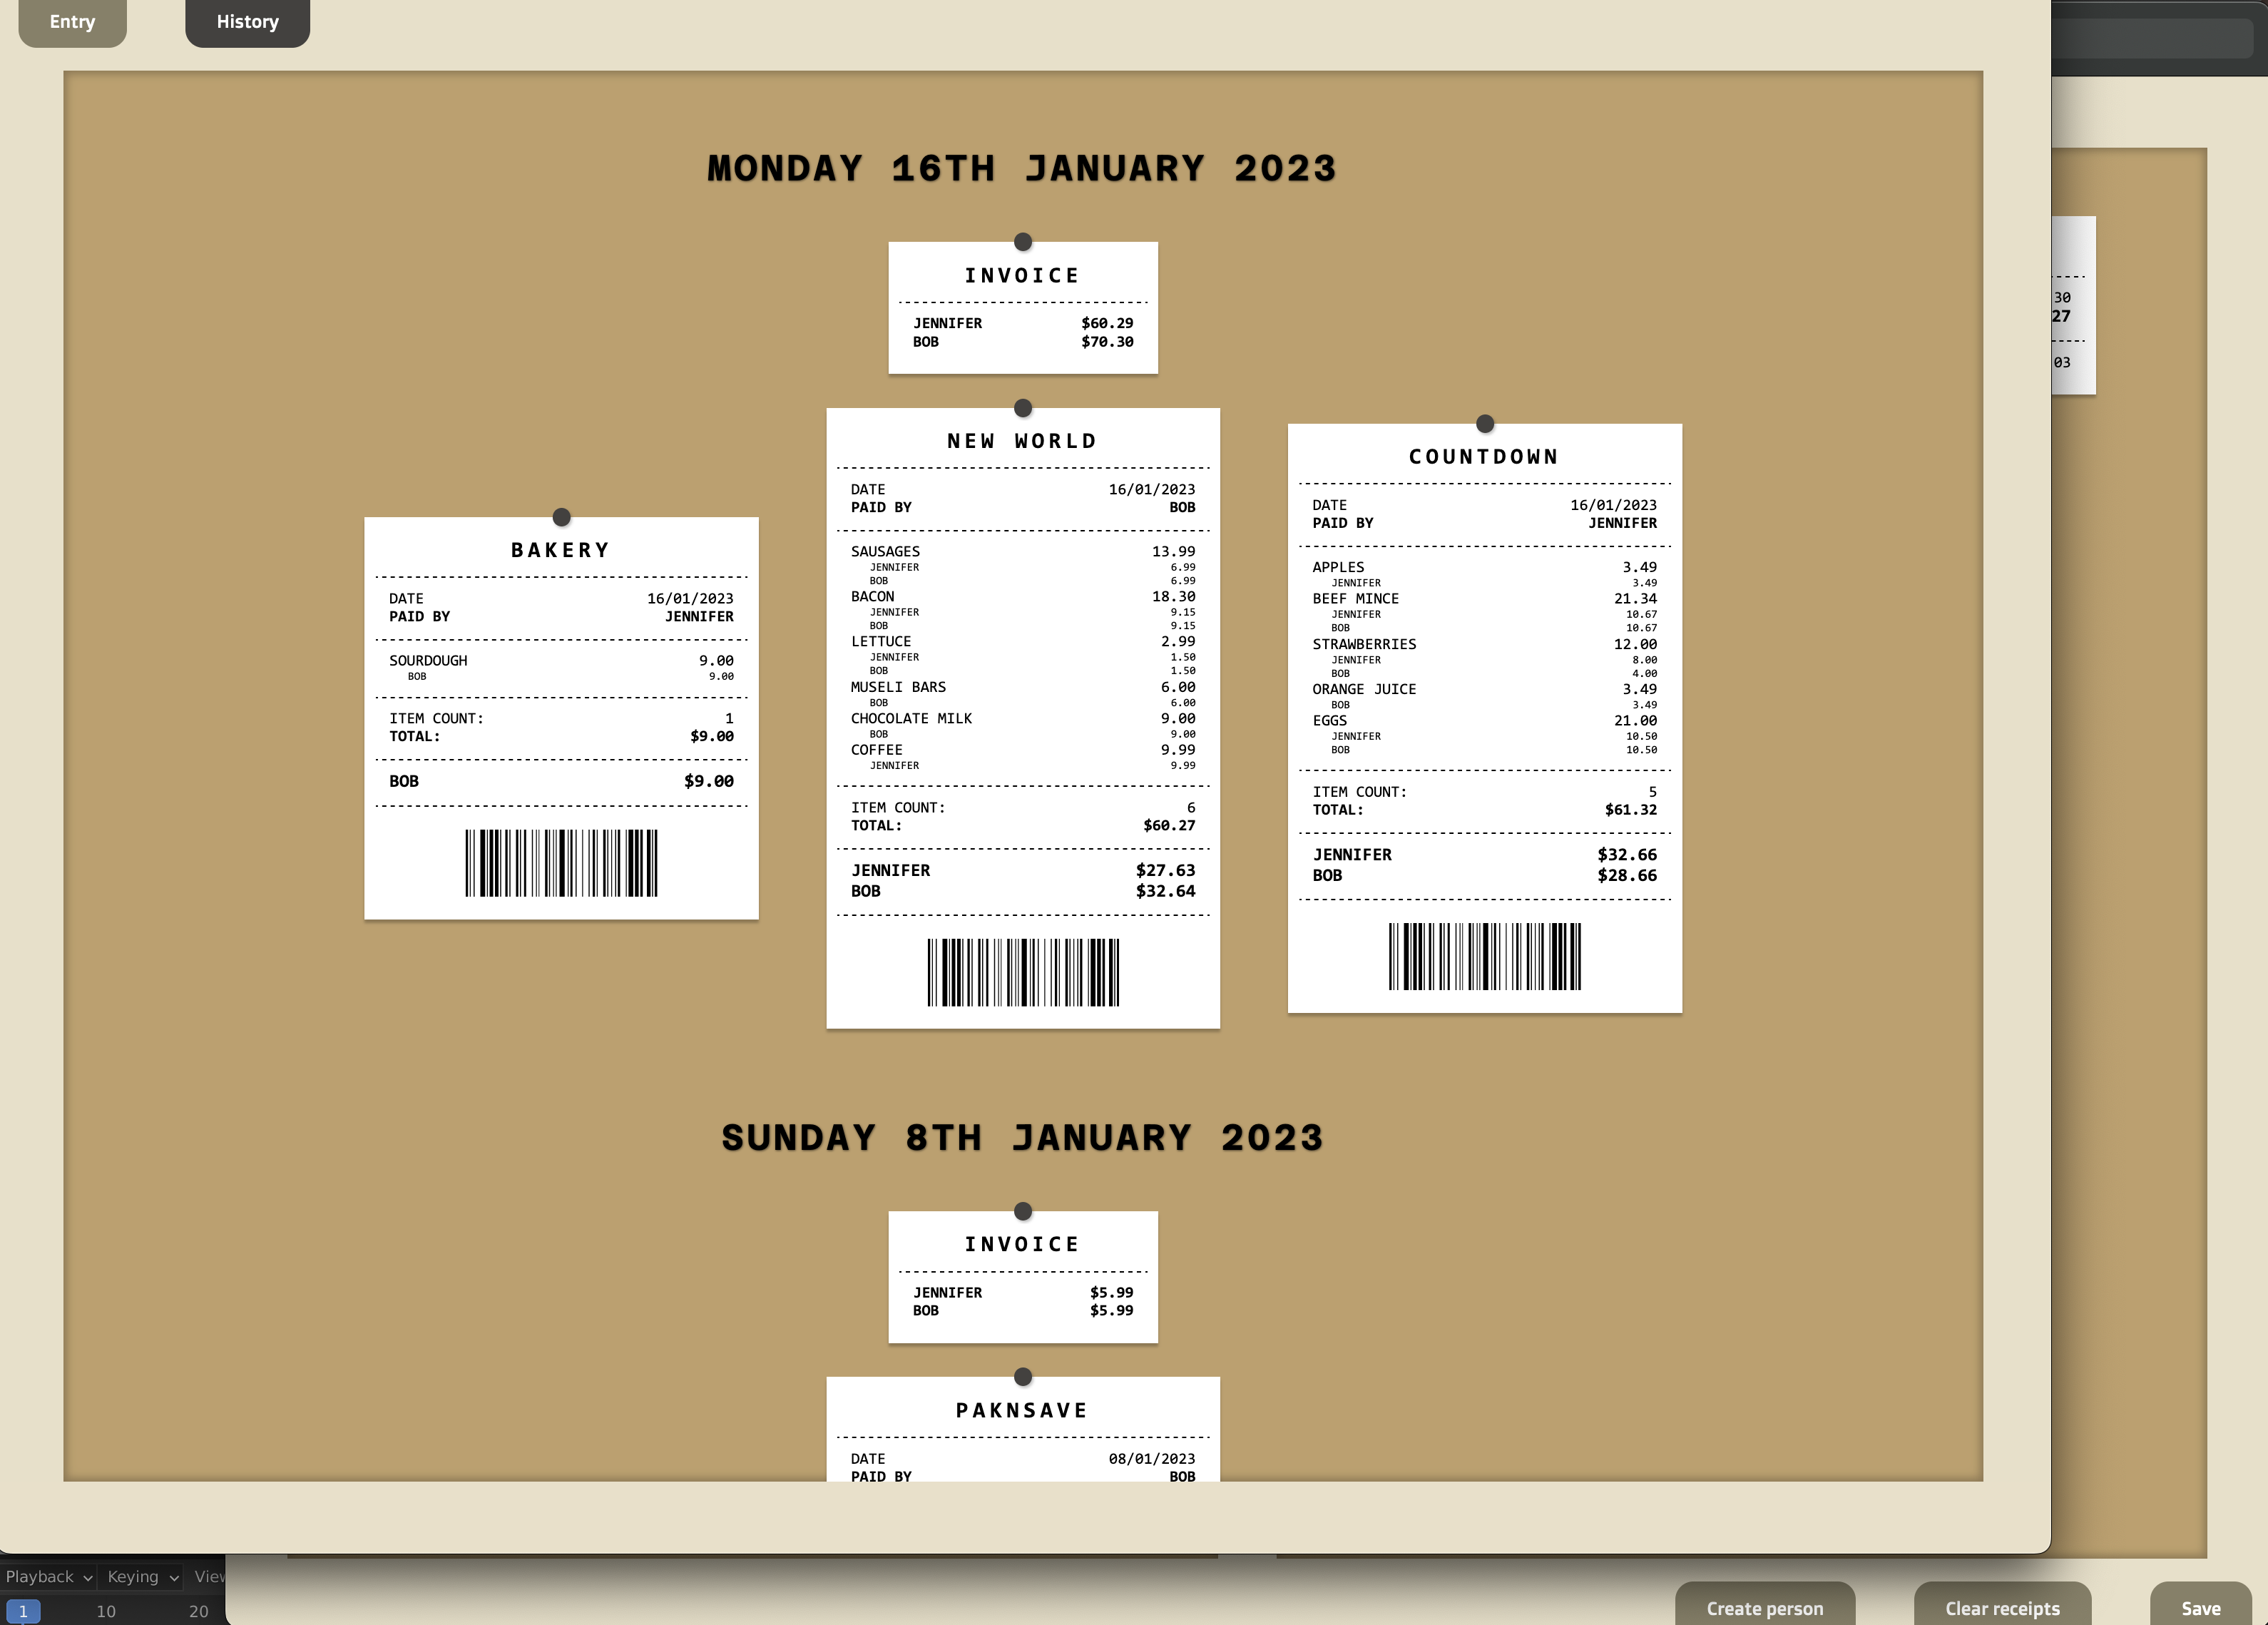 Entry
History
MONDAY 16TH JANUARY 2023
INVOICE
JENNIFER $60.29
BOB $70.30
BAKERY
DATE 16/01/2023
PAID BY JENNIFER
SOURDOUGH 9.00
BOB 9.00
ITEM COUNT: 1
TOTAL: $9.00
BOB $9.00
NEW WORLD
DATE 16/01/2023
PAID BY BOB
SAUSAGES 13.99
JENNIFER 6.99
BOB 6.99
BACON 18.30
JENNIFER 9.15
BOB 9.15
LETTUCE 2.99
JENNIFER 1.50
BOB 1.50
MUSELI BARS 6.00
BOB 6.00
CHOCOLATE MILK 9.00
BOB 9.00
COFFEE 9.99
JENNIFER 9.99
ITEM COUNT: 6
TOTAL: $60.27
JENNIFER $27.63
BOB $32.64
COUNTDOWN
DATE 16/01/2023
PAID BY JENNIFER
APPLES 3.49
JENNIFER 3.49
BEEF MINCE 21.34
JENNIFER 10.67
BOB 10.67
STRAWBERRIES 12.00
JENNIFER 8.00
BOB 4.00
ORANGE JUICE 3.49
BOB 3.49
EGGS 21.00
JENNIFER 10.50
BOB 10.50
ITEM COUNT: 5
TOTAL: $61.32
JENNIFER $32.66
BOB $28.66
30
27
03
SUNDAY 8TH JANUARY 2023
INVOICE
JENNIFER $5.99
BOB $5.99
PAKNSAVE
DATE 08/01/2023
PAID BY BOB
Playback
Keying
View
1 10 20
Create person
Clear receipts
Save